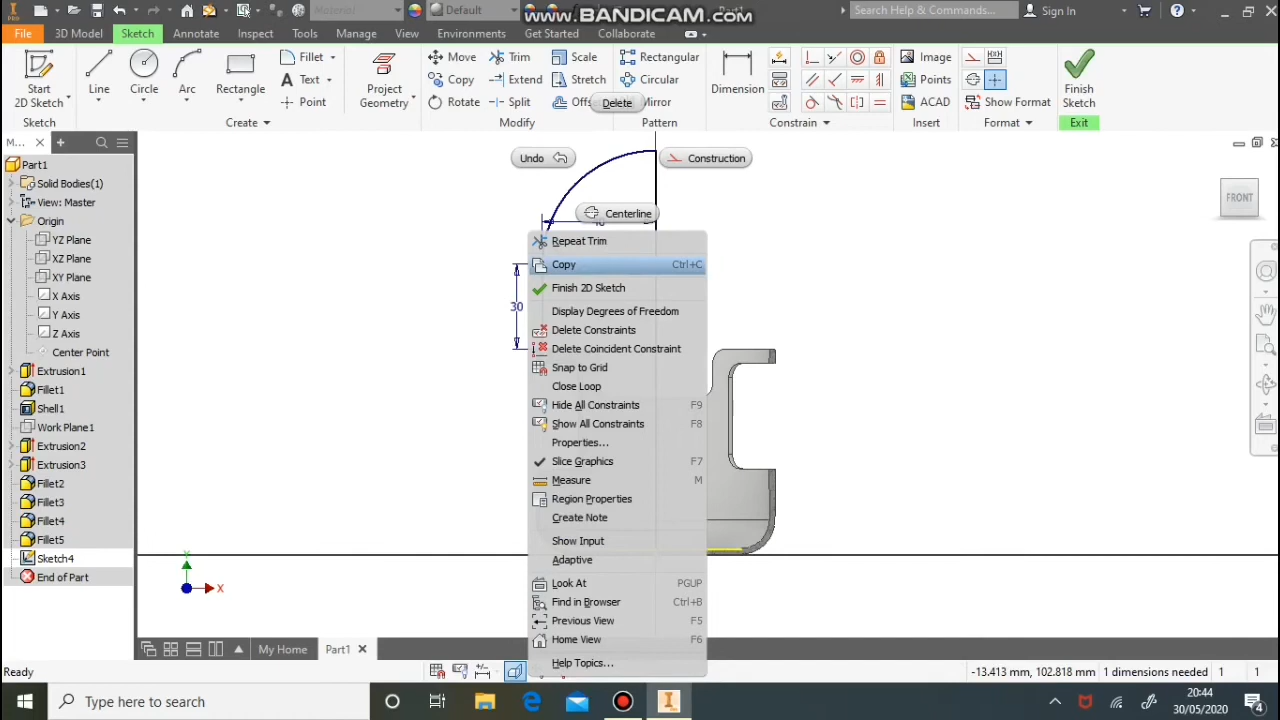 Material
Default
www.BANDICAM.com
Search Help & Commands...
Sign In
File
3D Model
Sketch
Annotate
Inspect
Tools
Manage
View
Environments
Get Started
Collaborate
Start
2D Sketch
Line
Circle
Arc
Rectangle
Fillet
Text
Point
Project
Geometry
Move
Copy
Rotate
Trim
Extend
Split
Scale
Stretch
Delete
Rectangular
Circular
Mirror
Dimension
Image
Points
ACAD
Show Format
Finish
Sketch
Sketch
Create
Modify
Pattern
Constrain
Insert
Format
Exit
M...
Undo
Construction
Centerline
FRONT
Part1
Solid Bodies(1)
View: Master
Origin
YZ Plane
XZ Plane
XY Plane
X Axis
Y Axis
Z Axis
Center Point
Extrusion1
Fillet1
Shell1
Work Plane1
Extrusion2
Extrusion3
Fillet2
Fillet3
Fillet4
Fillet5
Sketch4
End of Part
30
Repeat Trim
Copy Ctrl+C
Finish 2D Sketch
Display Degrees of Freedom
Delete Constraints
Delete Coincident Constraint
Snap to Grid
Close Loop
Hide All Constraints F9
Show All Constraints F8
Properties...
Slice Graphics F7
Measure M
Region Properties
Create Note
Show Input
Adaptive
Look At PGUP
Find in Browser Ctrl+B
Previous View F5
Home View F6
Help Topics...
X
My Home
Part1
Ready
-13.413 mm, 102.818 mm
1 dimensions needed
1
1
Type here to search
20:44
30/05/2020
4